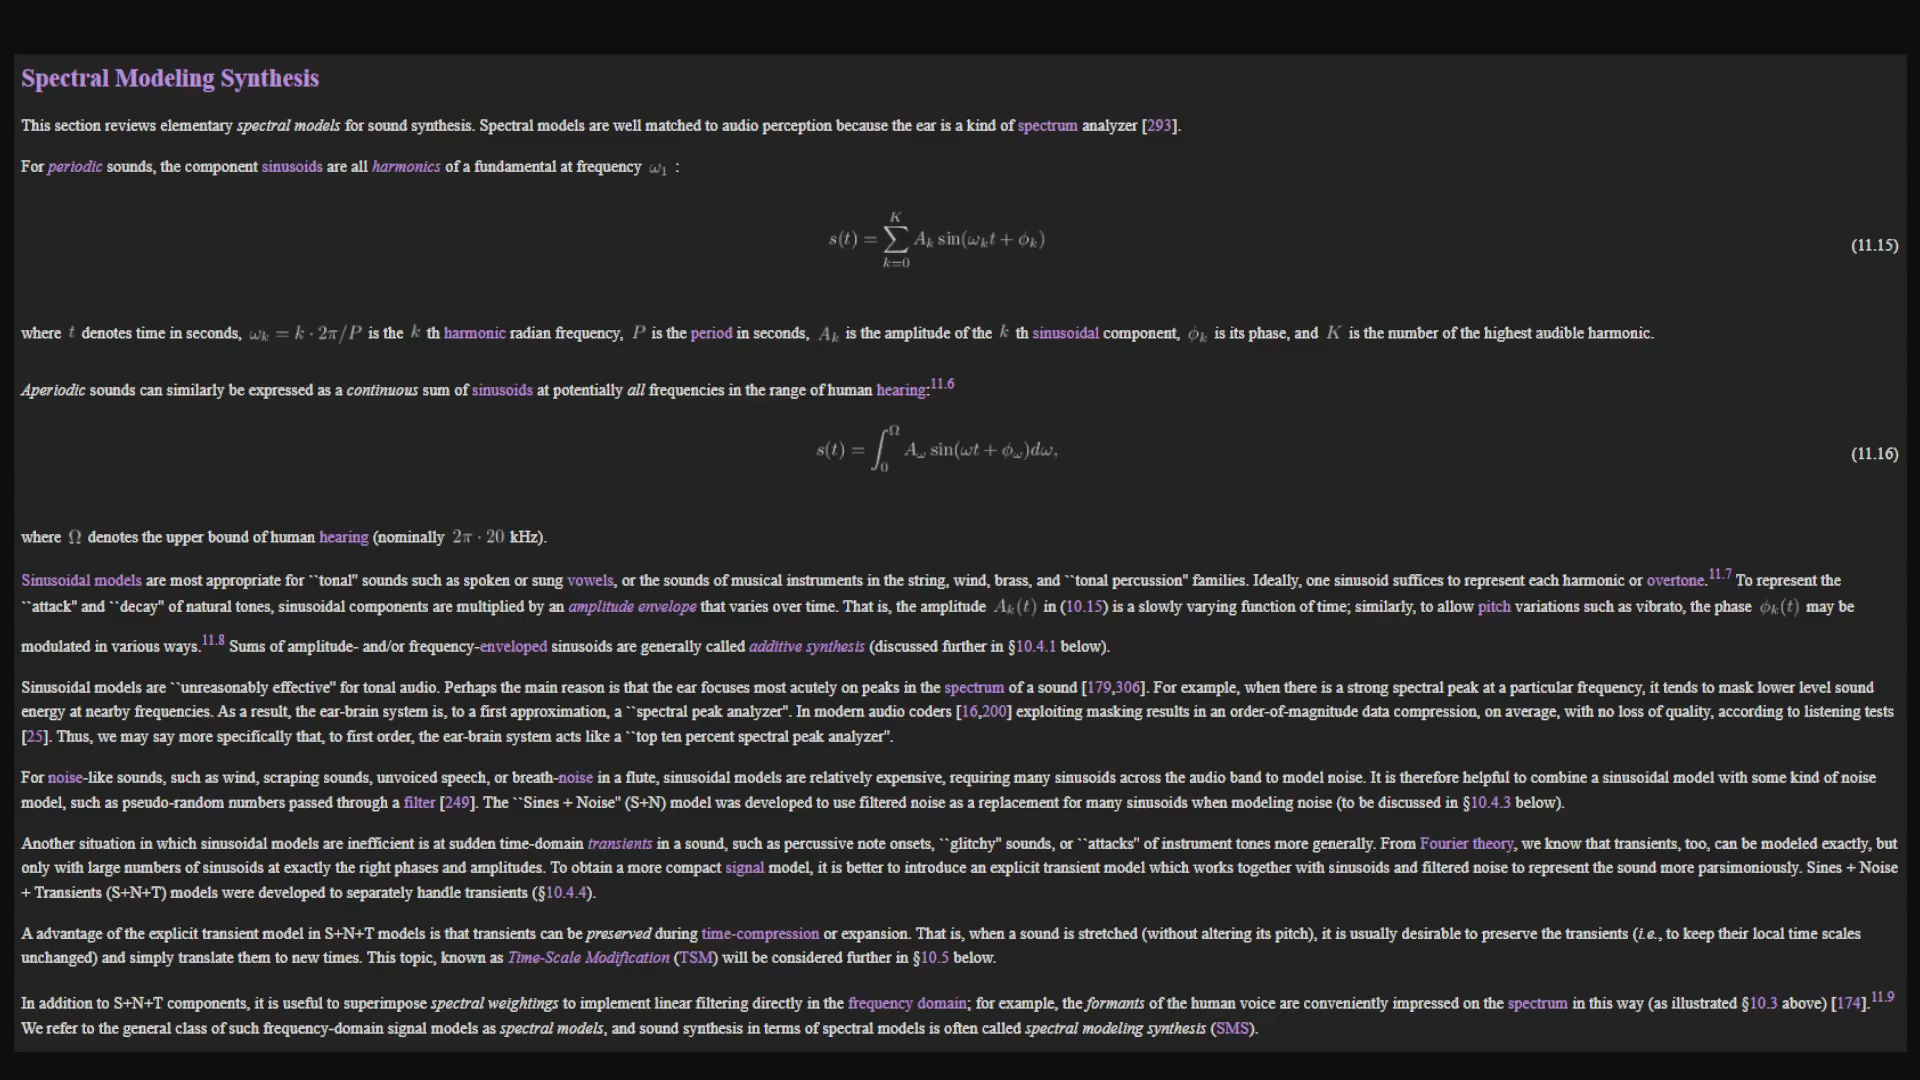 Spectral Modeling Synthesis
This section reviews elementary spectral models for sound synthesis. Spectral models are well matched to audio perception because the ear is a kind of spectrum analyzer [293].
For periodic sounds, the component sinusoids are all harmonics of a fundamental at frequency ω₁ :
s(t) = ∑_{k=0}^{K} A_k sin(ω_k t + ϕ_k) (11.15)
where t denotes time in seconds, ω_k = k · 2π/P is the k th harmonic radian frequency, P is the period in seconds, A_k is the amplitude of the k th sinusoidal component, ϕ_k is its phase, and K is the number of the highest audible harmonic.
Aperiodic sounds can similarly be expressed as a continuous sum of sinusoids at potentially all frequencies in the range of human hearing:11.6
s(t) = ∫_0^Ω A_ω sin(ωt + ϕ_ω)dω, (11.16)
where Ω denotes the upper bound of human hearing (nominally 2π · 20 kHz).
Sinusoidal models are most appropriate for ``tonal'' sounds such as spoken or sung vowels, or the sounds of musical instruments in the string, wind, brass, and ``tonal percussion'' families. Ideally, one sinusoid suffices to represent each harmonic or overtone.11.7 To represent the
``attack'' and ``decay'' of natural tones, sinusoidal components are multiplied by an amplitude envelope that varies over time. That is, the amplitude A_k(t) in (10.15) is a slowly varying function of time; similarly, to allow pitch variations such as vibrato, the phase ϕ_k(t) may be
modulated in various ways.11.8 Sums of amplitude- and/or frequency-enveloped sinusoids are generally called additive synthesis (discussed further in §10.4.1 below).
Sinusoidal models are ``unreasonably effective'' for tonal audio. Perhaps the main reason is that the ear focuses most acutely on peaks in the spectrum of a sound [179,306]. For example, when there is a strong spectral peak at a particular frequency, it tends to mask lower level sound
energy at nearby frequencies. As a result, the ear-brain system is, to a first approximation, a ``spectral peak analyzer''. In modern audio coders [16,200] exploiting masking results in an order-of-magnitude data compression, on average, with no loss of quality, according to listening tests
[25]. Thus, we may say more specifically that, to first order, the ear-brain system acts like a ``top ten percent spectral peak analyzer''.
For noise-like sounds, such as wind, scraping sounds, unvoiced speech, or breath-noise in a flute, sinusoidal models are relatively expensive, requiring many sinusoids across the audio band to model noise. It is therefore helpful to combine a sinusoidal model with some kind of noise
model, such as pseudo-random numbers passed through a filter [249]. The ``Sines + Noise'' (S+N) model was developed to use filtered noise as a replacement for many sinusoids when modeling noise (to be discussed in §10.4.3 below).
Another situation in which sinusoidal models are inefficient is at sudden time-domain transients in a sound, such as percussive note onsets, ``glitchy'' sounds, or ``attacks'' of instrument tones more generally. From Fourier theory, we know that transients, too, can be modeled exactly, but
only with large numbers of sinusoids at exactly the right phases and amplitudes. To obtain a more compact signal model, it is better to introduce an explicit transient model which works together with sinusoids and filtered noise to represent the sound more parsimoniously. Sines + Noise
+ Transients (S+N+T) models were developed to separately handle transients (§10.4.4).
A advantage of the explicit transient model in S+N+T models is that transients can be preserved during time-compression or expansion. That is, when a sound is stretched (without altering its pitch), it is usually desirable to preserve the transients (i.e., to keep their local time scales
unchanged) and simply translate them to new times. This topic, known as Time-Scale Modification (TSM) will be considered further in §10.5 below.
In addition to S+N+T components, it is useful to superimpose spectral weightings to implement linear filtering directly in the frequency domain; for example, the formants of the human voice are conveniently impressed on the spectrum in this way (as illustrated §10.3 above) [174].11.9
We refer to the general class of such frequency-domain signal models as spectral models, and sound synthesis in terms of spectral models is often called spectral modeling synthesis (SMS).